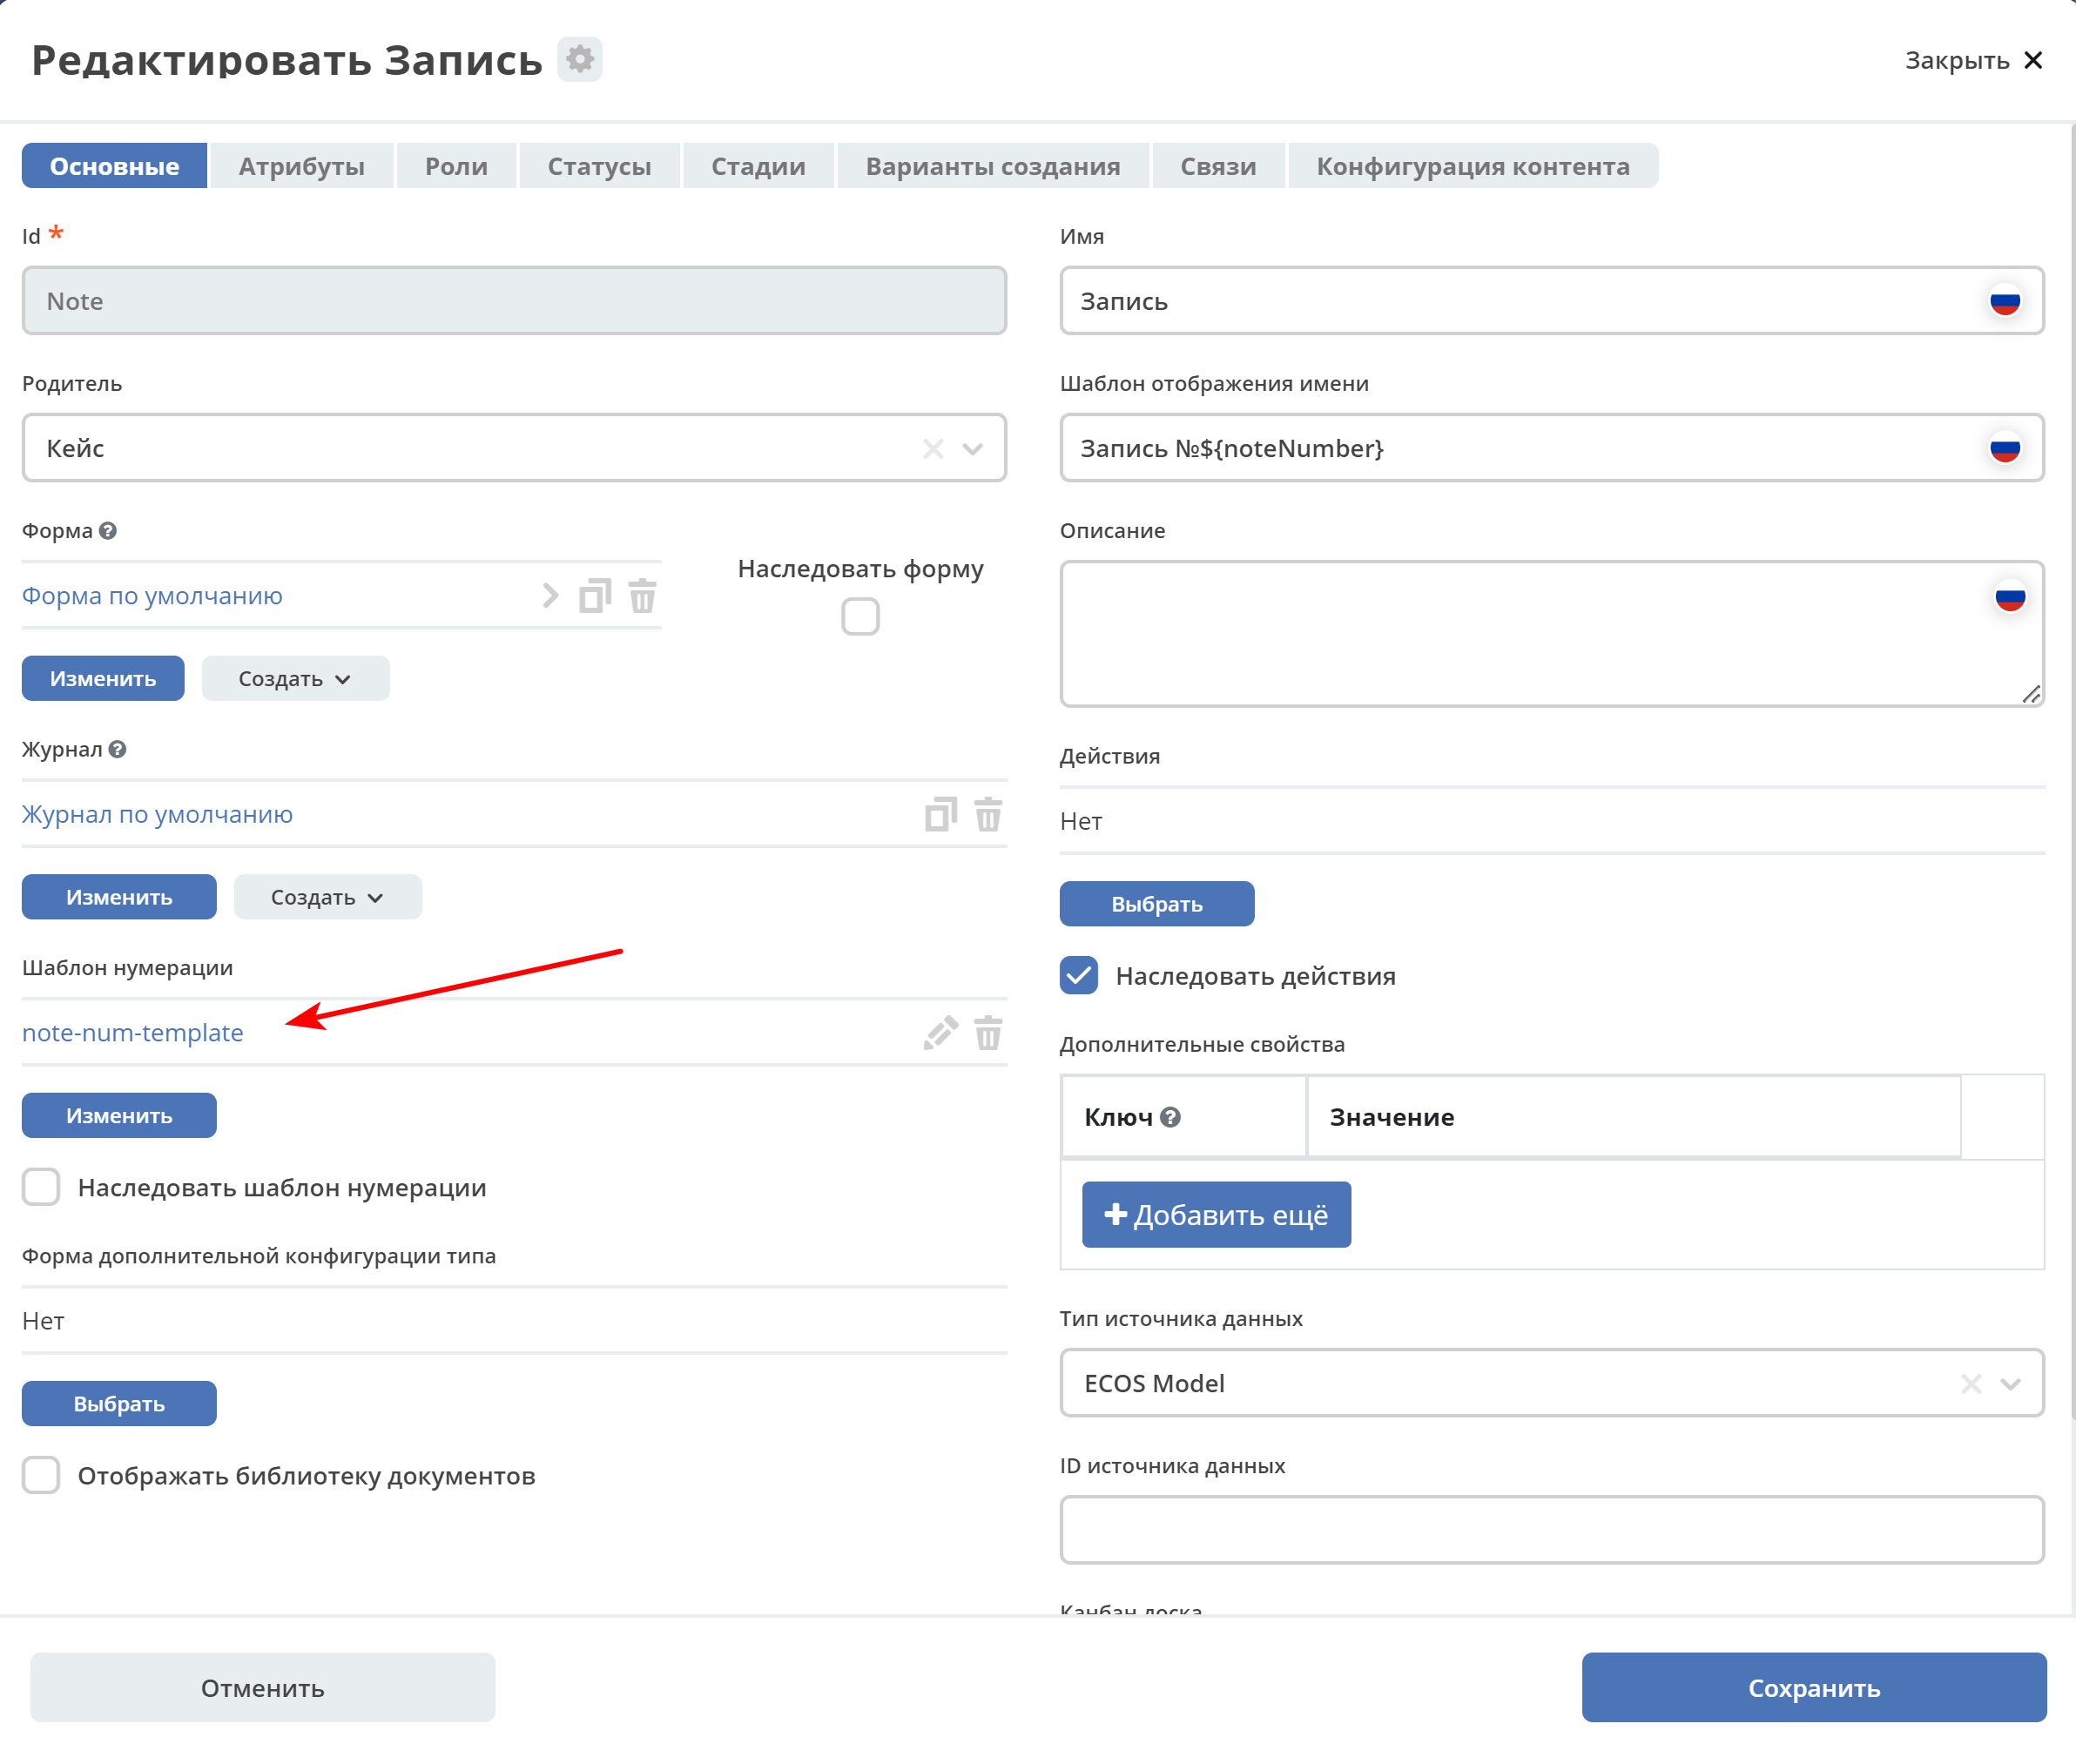 Редактировать Запись
Закрыть
Основные
Атрибуты
Роли
Статусы
Стадии
Варианты создания
Связи
Конфигурация контента
Id *
Note
Родитель
Кейс
Форма
Форма по умолчанию
Наследовать форму
Изменить
Создать
Журнал
Журнал по умолчанию
Изменить
Создать
Шаблон нумерации
note-num-template
Изменить
Наследовать шаблон нумерации
Форма дополнительной конфигурации типа
Нет
Выбрать
Отображать библиотеку документов
Имя
Запись
Шаблон отображения имени
Запись №${noteNumber}
Описание
Действия
Нет
Выбрать
Наследовать действия
Дополнительные свойства
Ключ
Значение
Добавить ещё
Тип источника данных
ECOS Model
ID источника данных
Канбан доска
Отменить
Сохранить